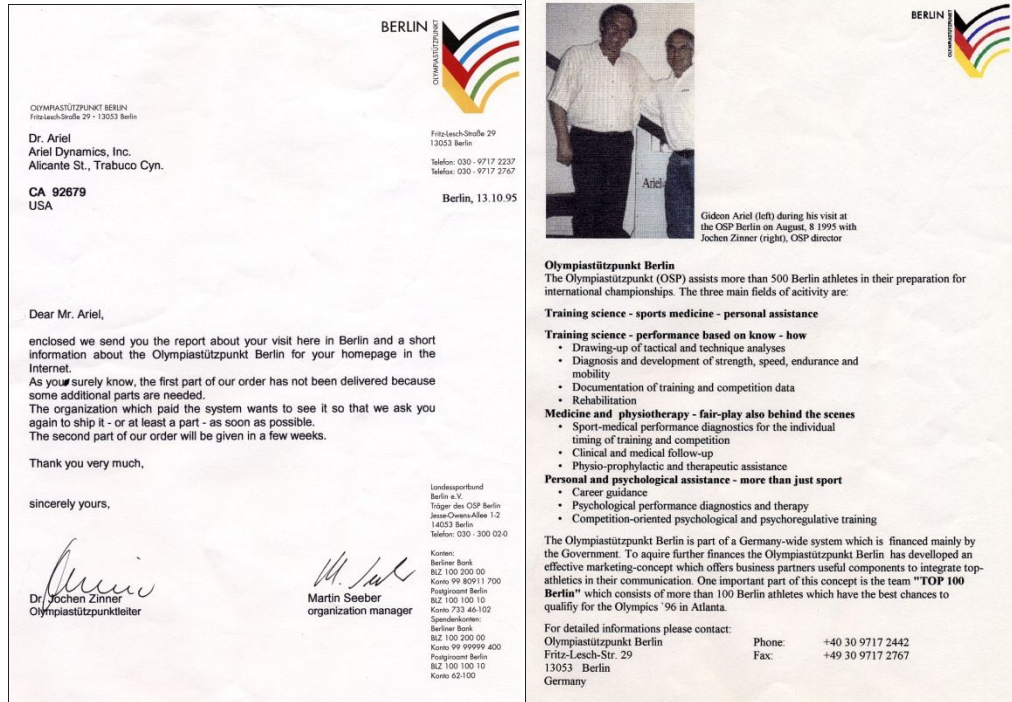 BERLIN
OLYMPIASTÜTZPUNKT
OLYMPIASTÜTZPUNKT BERLIN
Fritz-Lesch-Straße 29 • 13053 Berlin
Dr. Ariel
Ariel Dynamics, Inc.
Alicante St., Trabuco Cyn.
CA 92679
USA
Fritz-Lesch-Straße 29
13053 Berlin
Telefon: 030 - 9717 2237
Telefax: 030 - 9717 2767
Berlin, 13.10.95
Dear Mr. Ariel,
enclosed we send you the report about your visit here in Berlin and a short
information about the Olympiastützpunkt Berlin for your homepage in the
Internet.
As you surely know, the first part of our order has not been delivered because
some additional parts are needed.
The organization which paid the system wants to see it so that we ask you
again to ship it - or at least a part - as soon as possible.
The second part of our order will be given in a few weeks.
Thank you very much,
sincerely yours,
Dr. Jochen Zinner
Olympiastützpunktleiter
Martin Seeber
organization manager
Landessportbund
Berlin e.V.
Träger des OSP Berlin
Jesse-Owens-Allee 1-2
14053 Berlin
Telefon: 030 - 300 02-0
Konten:
Berliner Bank
BLZ 100 200 00
Konto 99 80911 700
Postgiroamt Berlin
BLZ 100 100 10
Konto 733 46-102
Spendenkonten:
Berliner Bank
BLZ 100 200 00
Konto 99 99999 400
Postgiroamt Berlin
BLZ 100 100 10
Konto 62-100
BERLIN
OLYMPIASTÜTZPUNKT
Ariel
Gideon Ariel (left) during his visit at
the OSP Berlin on August, 8 1995 with
Jochen Zinner (right), OSP director
Olympiastützpunkt Berlin
The Olympiastützpunkt (OSP) assists more than 500 Berlin athletes in their preparation for
international championships. The three main fields of acitivity are:
Training science - sports medicine - personal assistance
Training science - performance based on know - how
• Drawing-up of tactical and technique analyses
• Diagnosis and development of strength, speed, endurance and
mobility
• Documentation of training and competition data
• Rehabilitation
Medicine and physiotherapy - fair-play also behind the scenes
• Sport-medical performance diagnostics for the individual
timing of training and competition
• Clinical and medical follow-up
• Physio-prophylactic and therapeutic assistance
Personal and psychological assistance - more than just sport
• Career guidance
• Psychological performance diagnostics and therapy
• Competition-oriented psychological and psychoregulative training
The Olympiastützpunkt Berlin is part of a Germany-wide system which is financed mainly by
the Government. To aquire further finances the Olympiastützpunkt Berlin has develloped an
effective marketing-concept which offers business partners useful components to integrate top-
athletics in their communication. One important part of this concept is the team "TOP 100
Berlin" which consists of more than 100 Berlin athletes which have the best chances to
qualifiy for the Olympics `96 in Atlanta.
For detailed informations please contact:
Olympiastützpunkt Berlin Phone: +40 30 9717 2442
Fritz-Lesch-Str. 29 Fax: +49 30 9717 2767
13053 Berlin
Germany